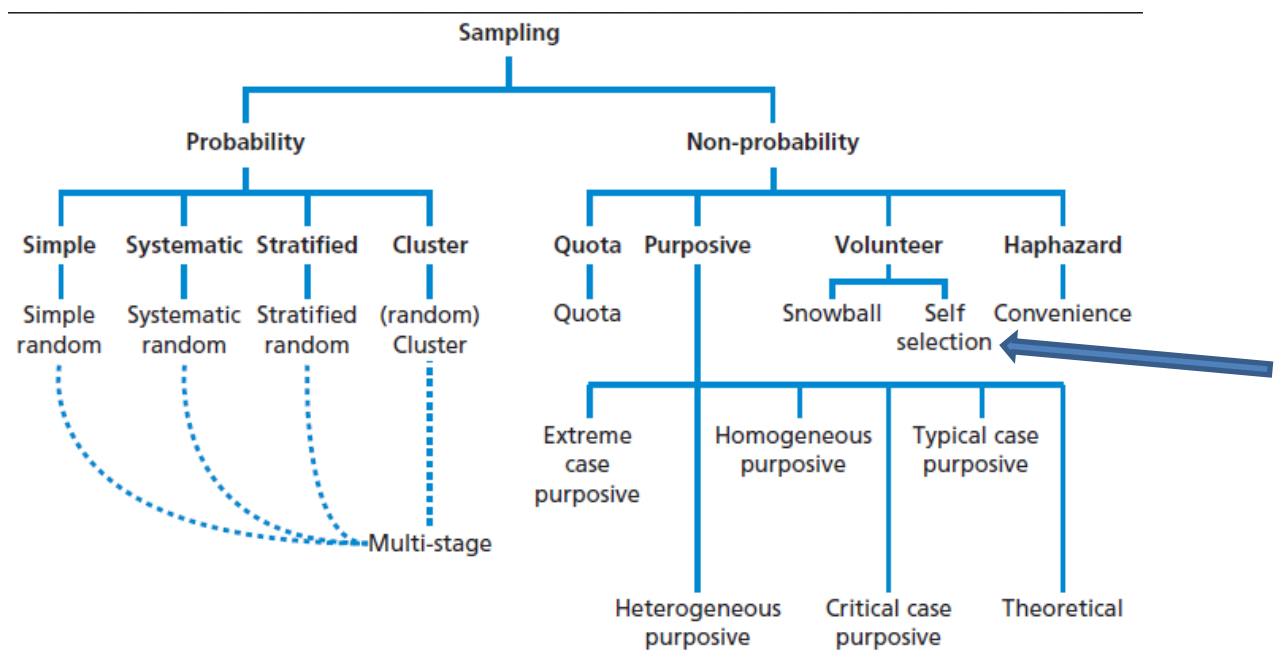 Sampling
Probability
Non-probability
Simple
Systematic
Stratified
Cluster
Quota
Purposive
Volunteer
Haphazard
Simple
random
Systematic
random
Stratified
random
(random)
Cluster
Quota
Snowball
Self
selection
Convenience
Extreme
case
purposive
Homogeneous
purposive
Typical case
purposive
Multi-stage
Heterogeneous
purposive
Critical case
purposive
Theoretical